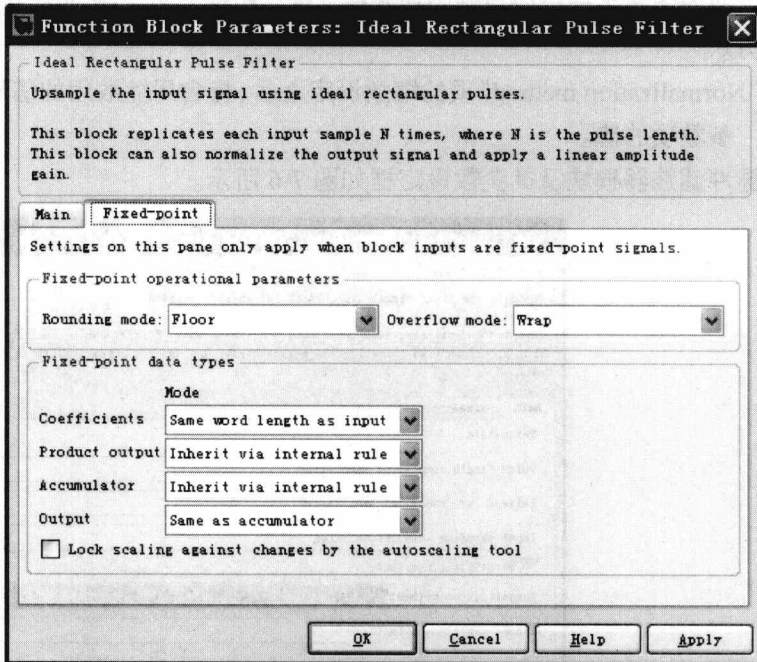 Function Block Parameters: Ideal Rectangular Pulse Filter
Ideal Rectangular Pulse Filter
Upsample the input signal using ideal rectangular pulses.
This block replicates each input sample N times, where N is the pulse length.
This block can also normalize the output signal and apply a linear amplitude
gain.
Main Fixed-point
Settings on this pane only apply when block inputs are fixed-point signals.
Fixed-point operational parameters
Rounding mode: Floor Overflow mode: Wrap
Fixed-point data types
Mode
Coefficients Same word length as input
Product output Inherit via internal rule
Accumulator Inherit via internal rule
Output Same as accumulator
Lock scaling against changes by the autoscaling tool
OK Cancel Help Apply